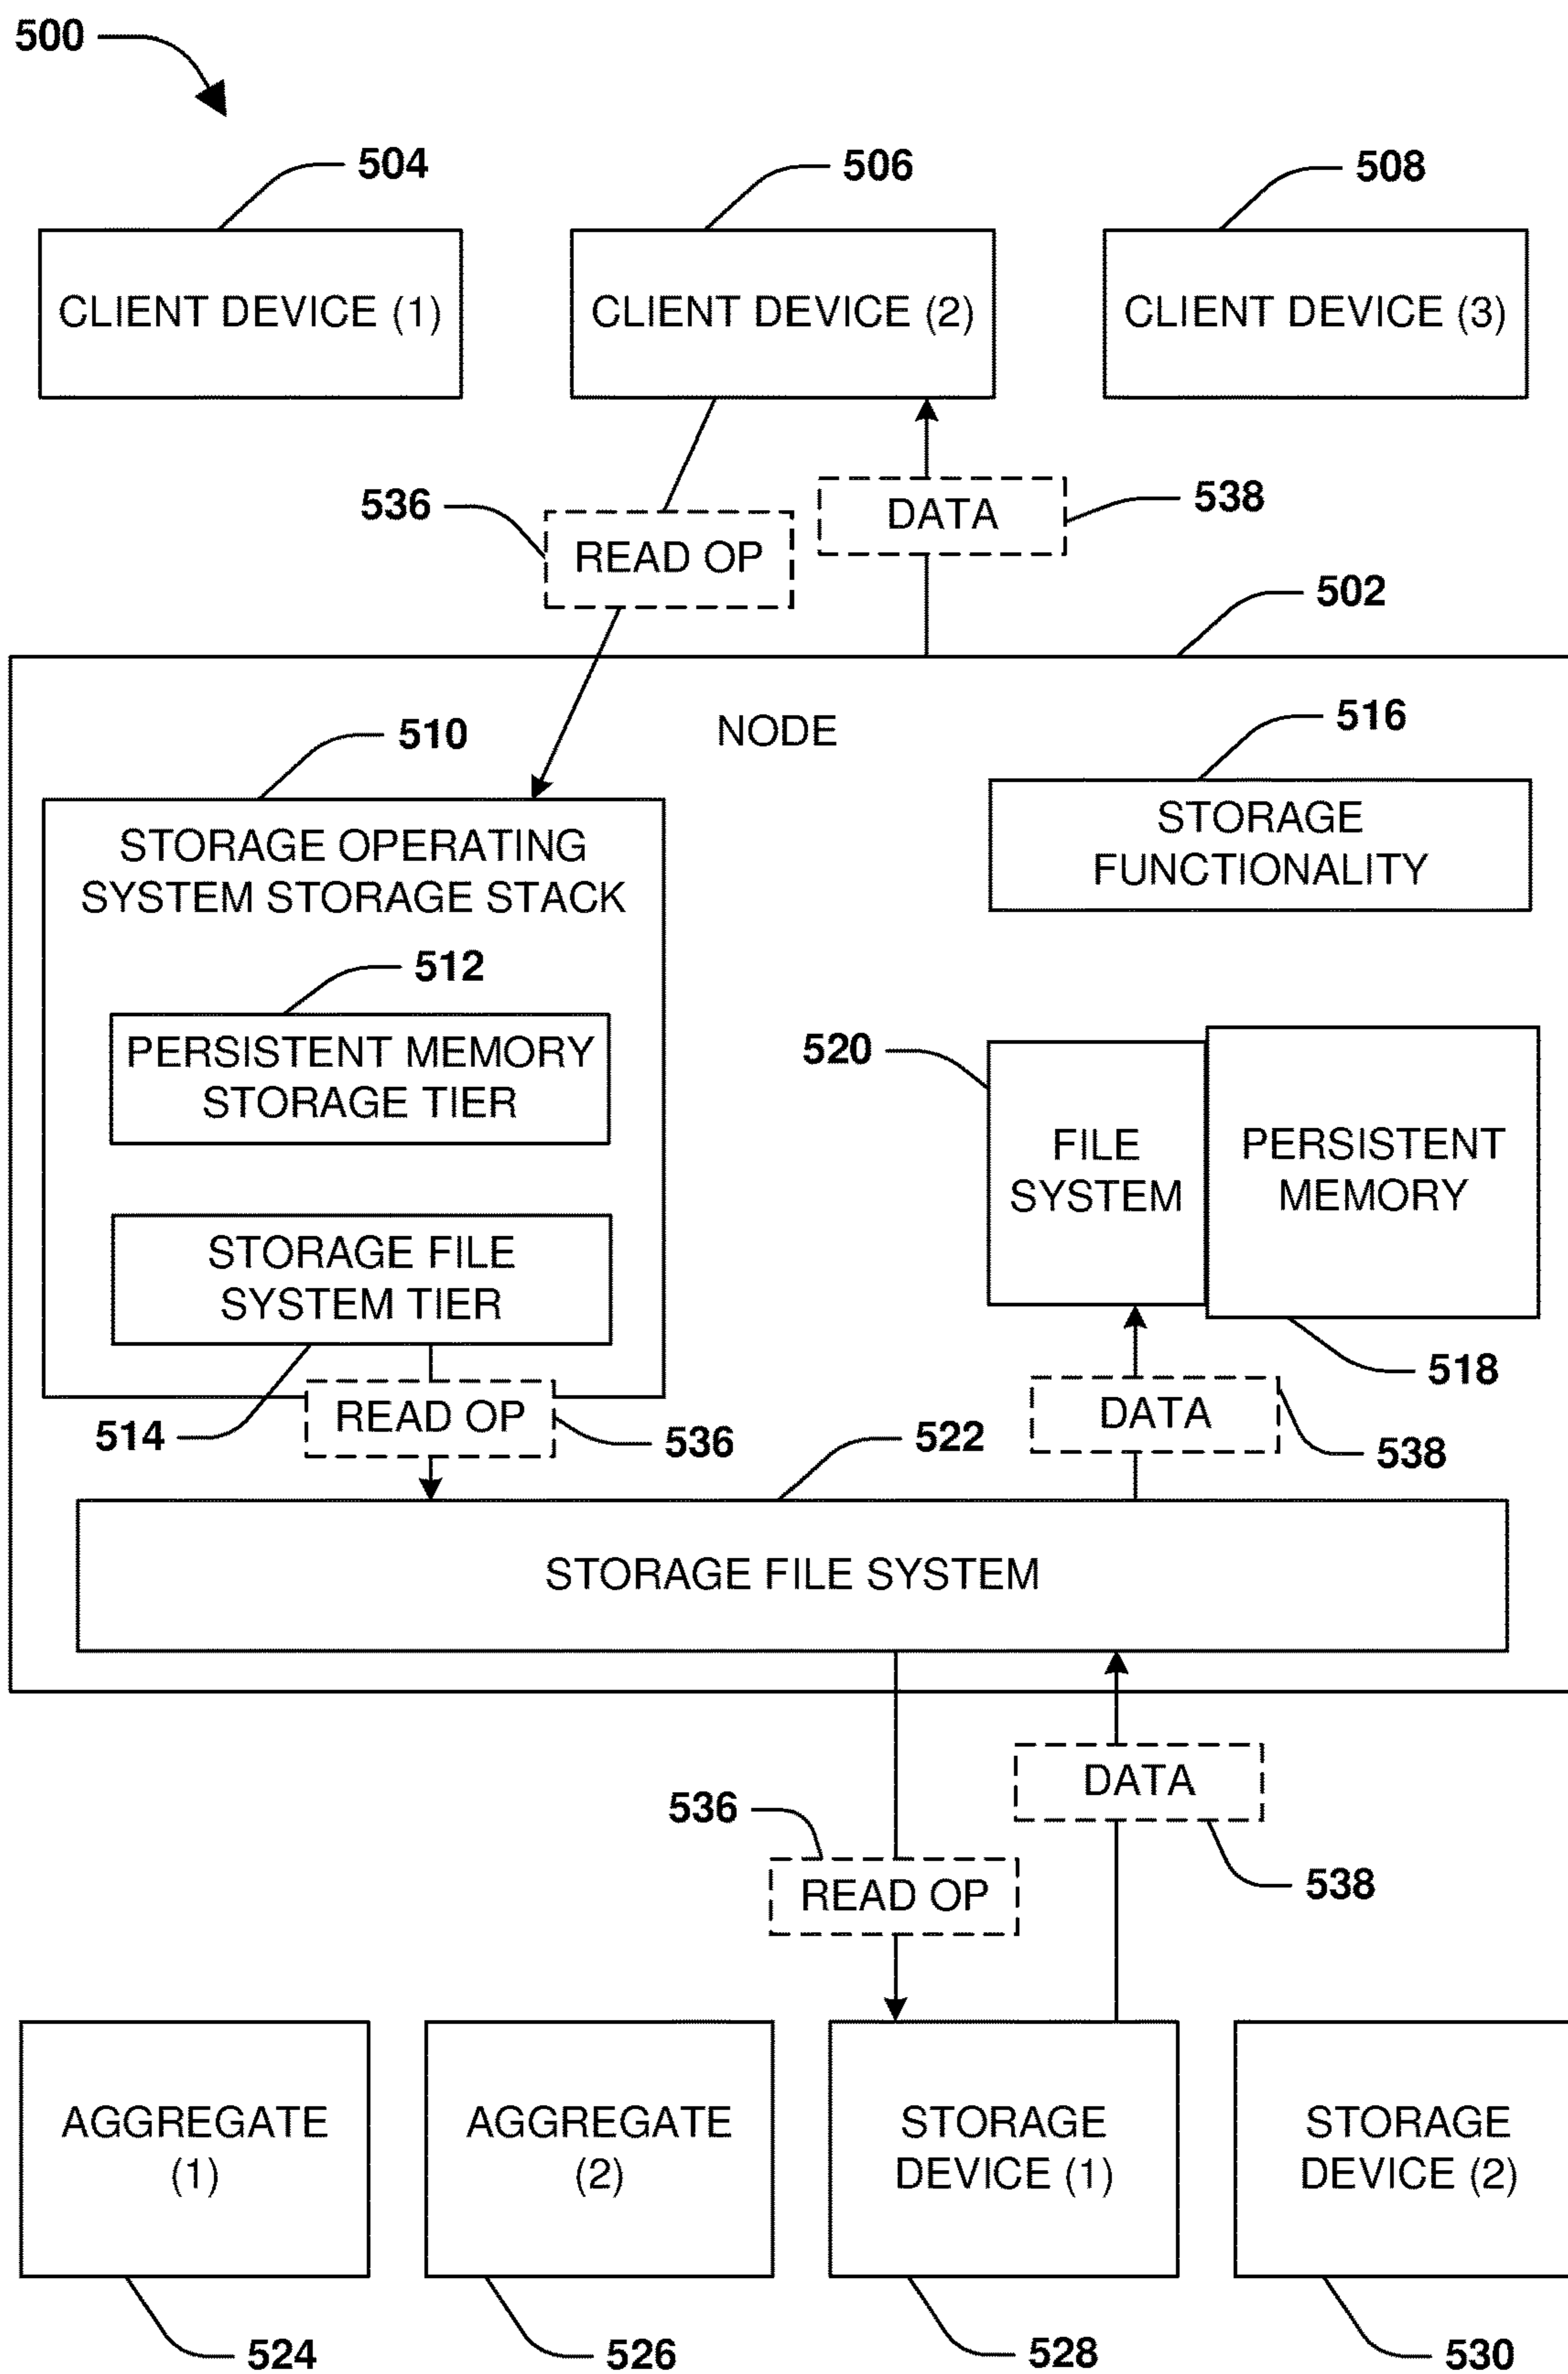 500
504
506
508
CLIENT DEVICE (1)
CLIENT DEVICE (2)
CLIENT DEVICE (3)
536
READ OP
DATA
538
502
NODE
510
516
STORAGE OPERATING
SYSTEM STORAGE STACK
STORAGE
FUNCTIONALITY
512
PERSISTENT MEMORY
STORAGE TIER
520
FILE
SYSTEM
PERSISTENT
MEMORY
STORAGE FILE
SYSTEM TIER
518
514
READ OP
536
522
DATA
538
STORAGE FILE SYSTEM
DATA
538
536
READ OP
AGGREGATE
(1)
AGGREGATE
(2)
STORAGE
DEVICE (1)
STORAGE
DEVICE (2)
524
526
528
530